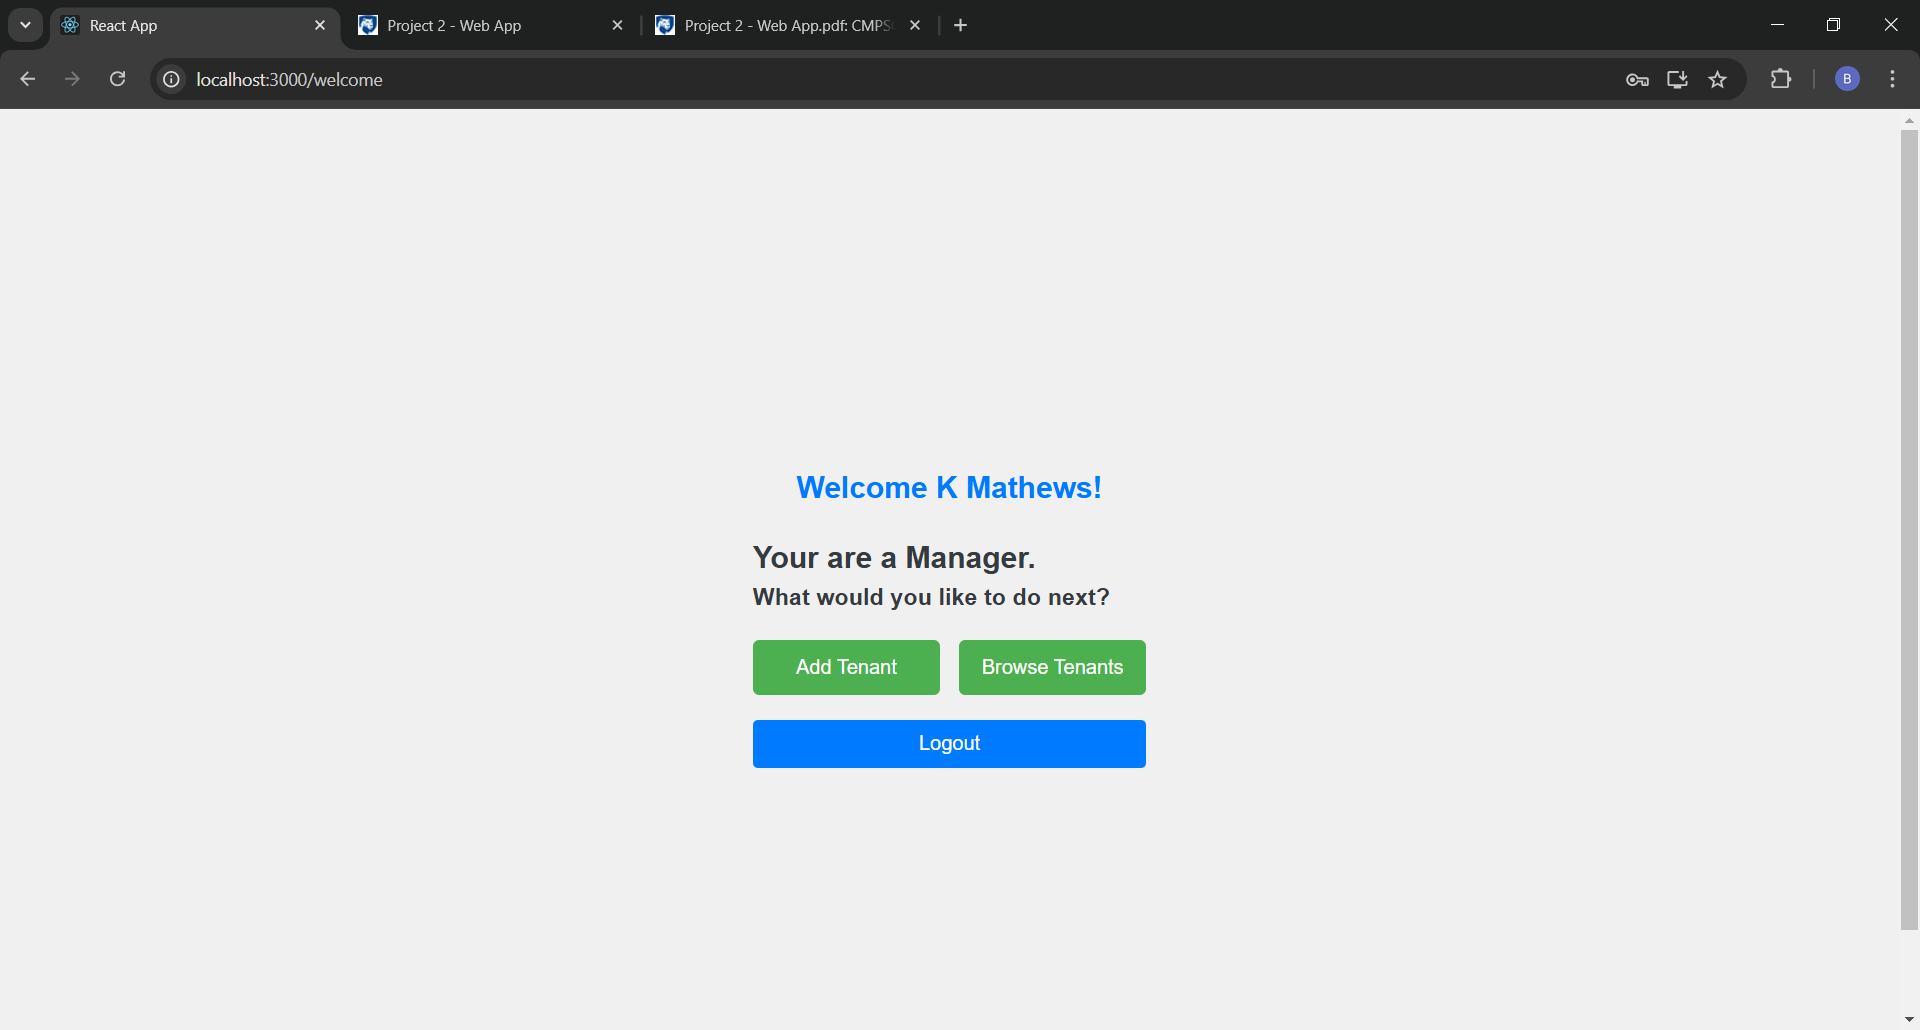 React App
Project 2 - Web App
Project 2 - Web App.pdf: CMPS
localhost:3000/welcome
B
Welcome K Mathews!
Your are a Manager.
What would you like to do next?
Add Tenant
Browse Tenants
Logout